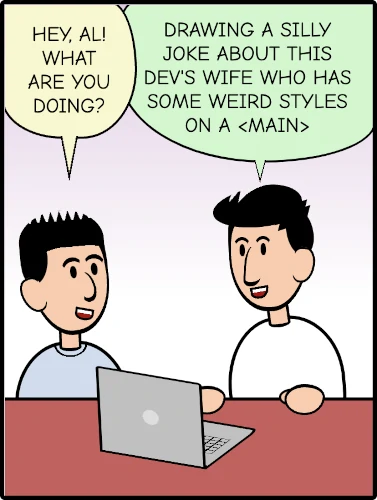 HEY, AL!
WHAT
ARE YOU
DOING?
DRAWING A SILLY
JOKE ABOUT THIS
DEV'S WIFE WHO HAS
SOME WEIRD STYLES
ON A <MAIN>